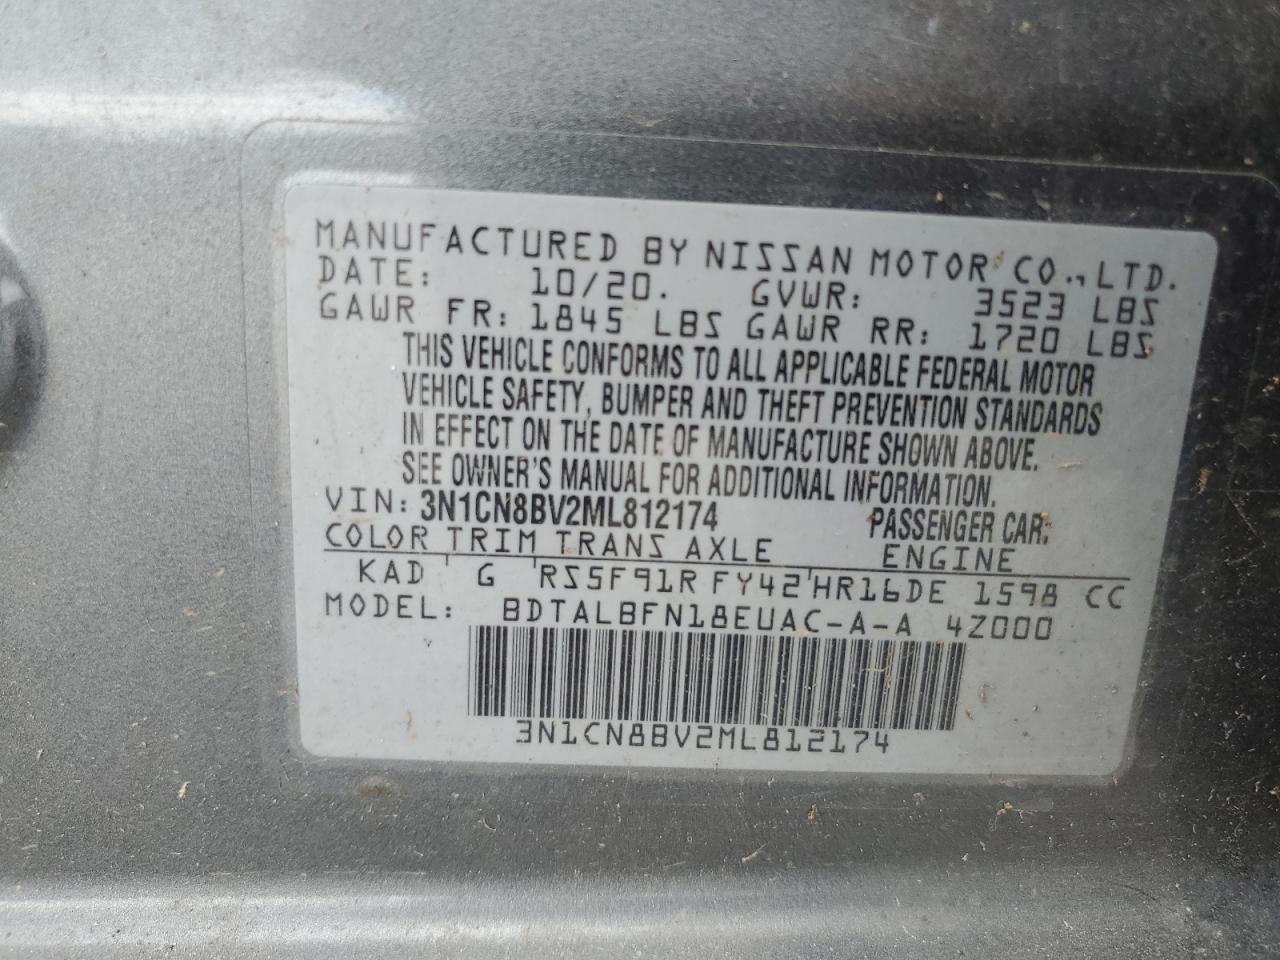 MANUFACTURED BY NISSAN MOTOR CO., LTD.
DATE: 10/20. GVWR: 3523 LBS
GAWR FR: 1845 LBS GAWR RR: 1720 LBS
THIS VEHICLE CONFORMS TO ALL APPLICABLE FEDERAL MOTOR
VEHICLE SAFETY, BUMPER AND THEFT PREVENTION STANDARDS
IN EFFECT ON THE DATE OF MANUFACTURE SHOWN ABOVE.
SEE OWNER'S MANUAL FOR ADDITIONAL INFORMATION.
VIN: 3N1CN8BV2ML812174 PASSENGER CAR:
COLOR TRIM TRANS AXLE ENGINE
KAD G RS5F91R FY42 HR16DE 1598 CC
MODEL: BDTALBFN18EUAC-A-A 4Z000
3N1CN8BV2ML812174